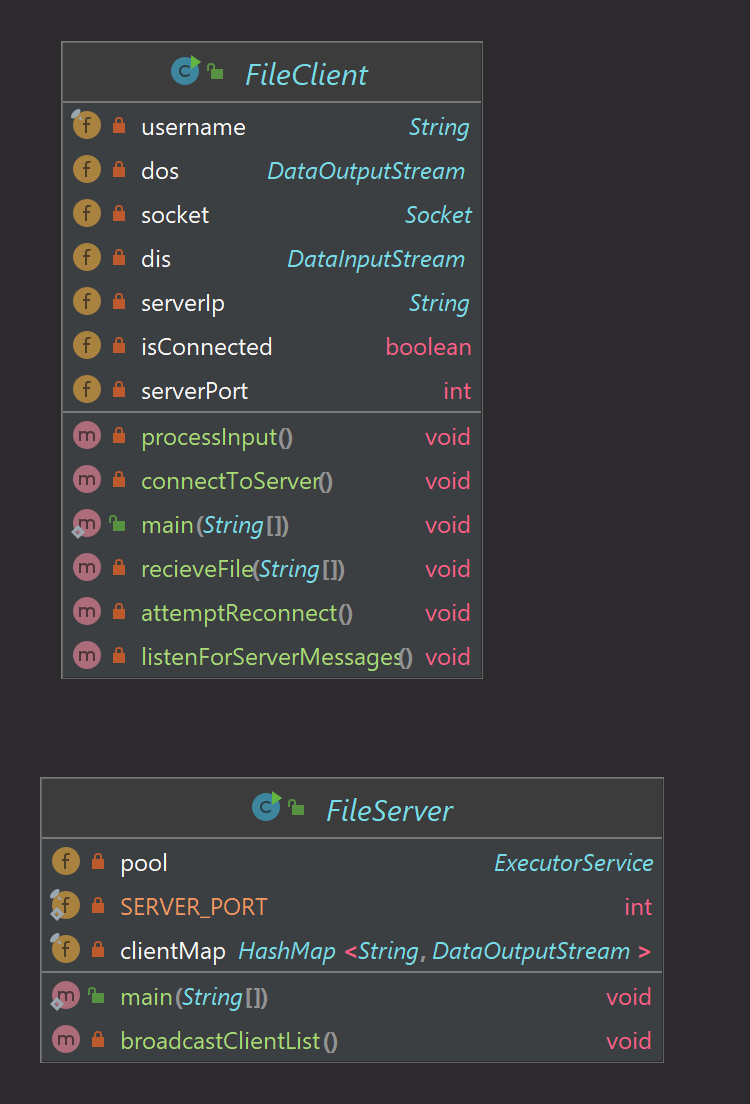 FileClient
username String
dos DataOutputStream
socket Socket
dis DataInputStream
serverIp String
isConnected boolean
serverPort int
processInput() void
connectToServer() void
main(String[]) void
recieveFile(String[]) void
attemptReconnect() void
listenForServerMessages() void
FileServer
pool ExecutorService
SERVER_PORT int
clientMap HashMap <String, DataOutputStream >
main(String[]) void
broadcastClientList() void